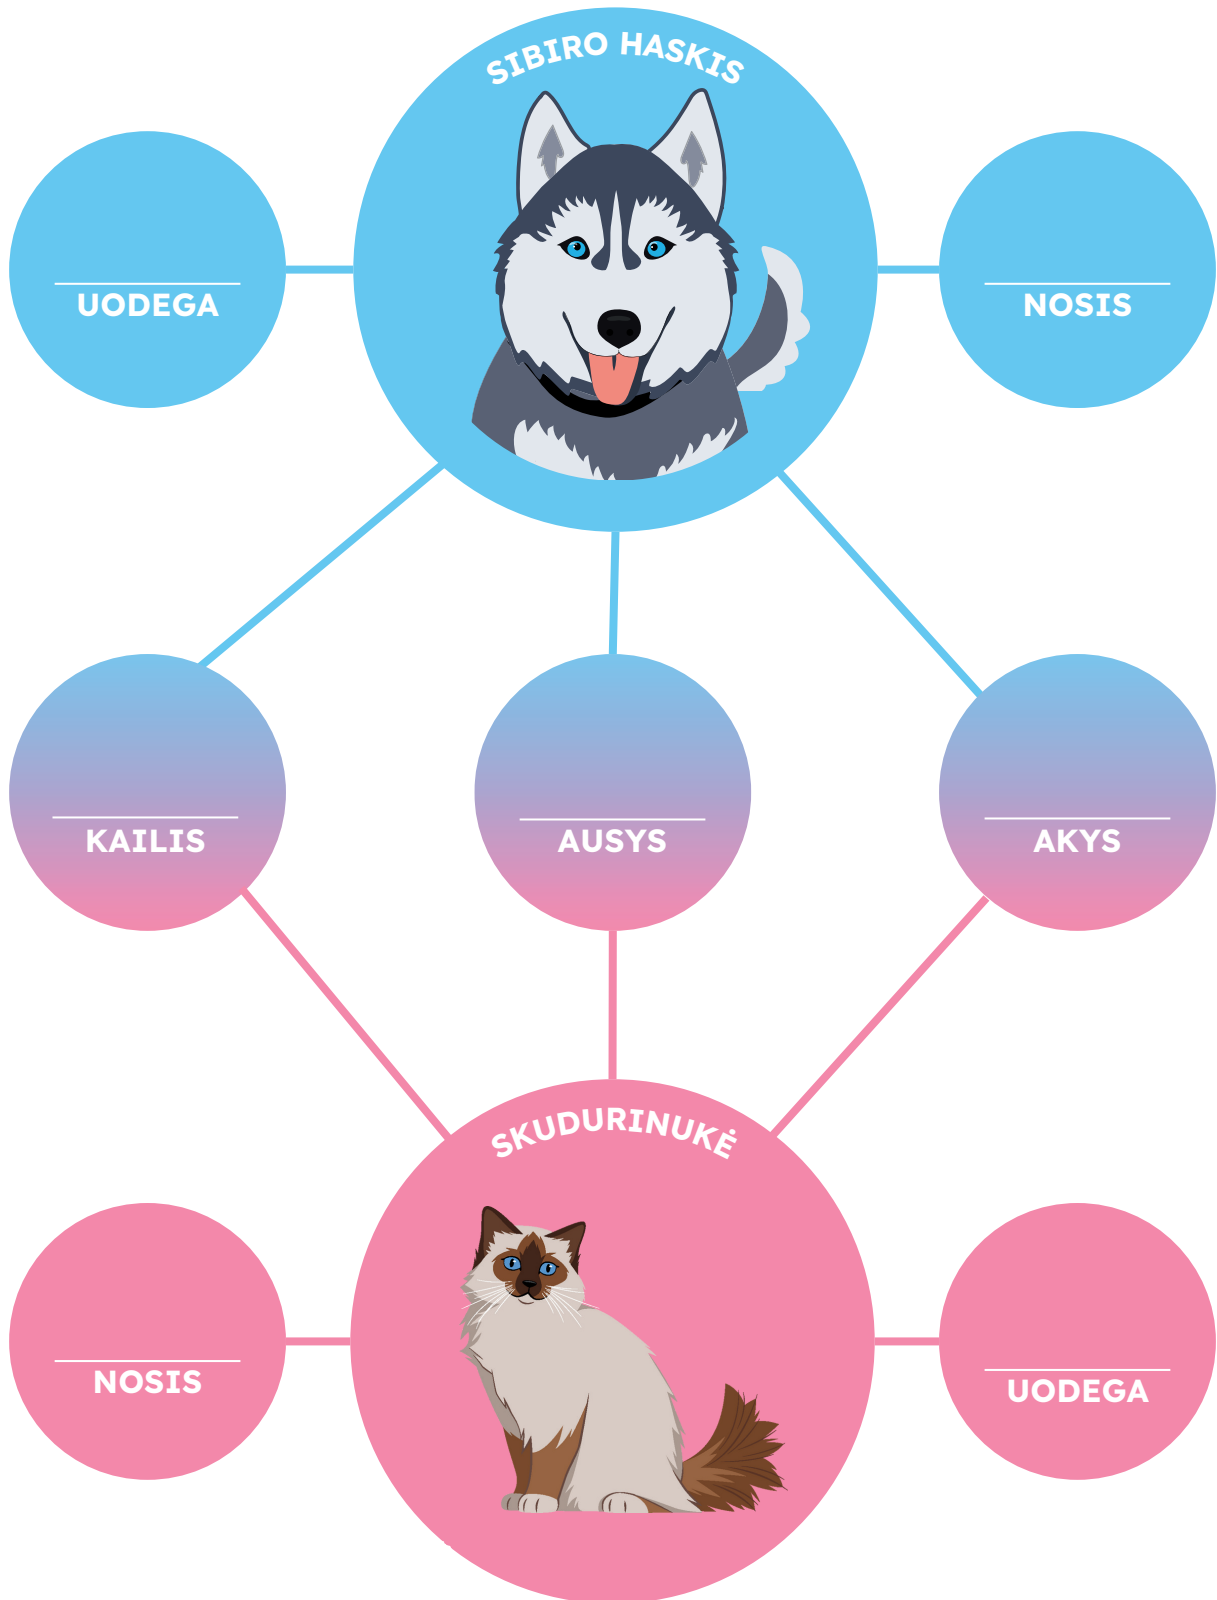 SIBIRO HASKIS
UODEGA
NOSIS
KAILIS
AUSYS
AKYS
SKUDURINUKĖ
NOSIS
UODEGA